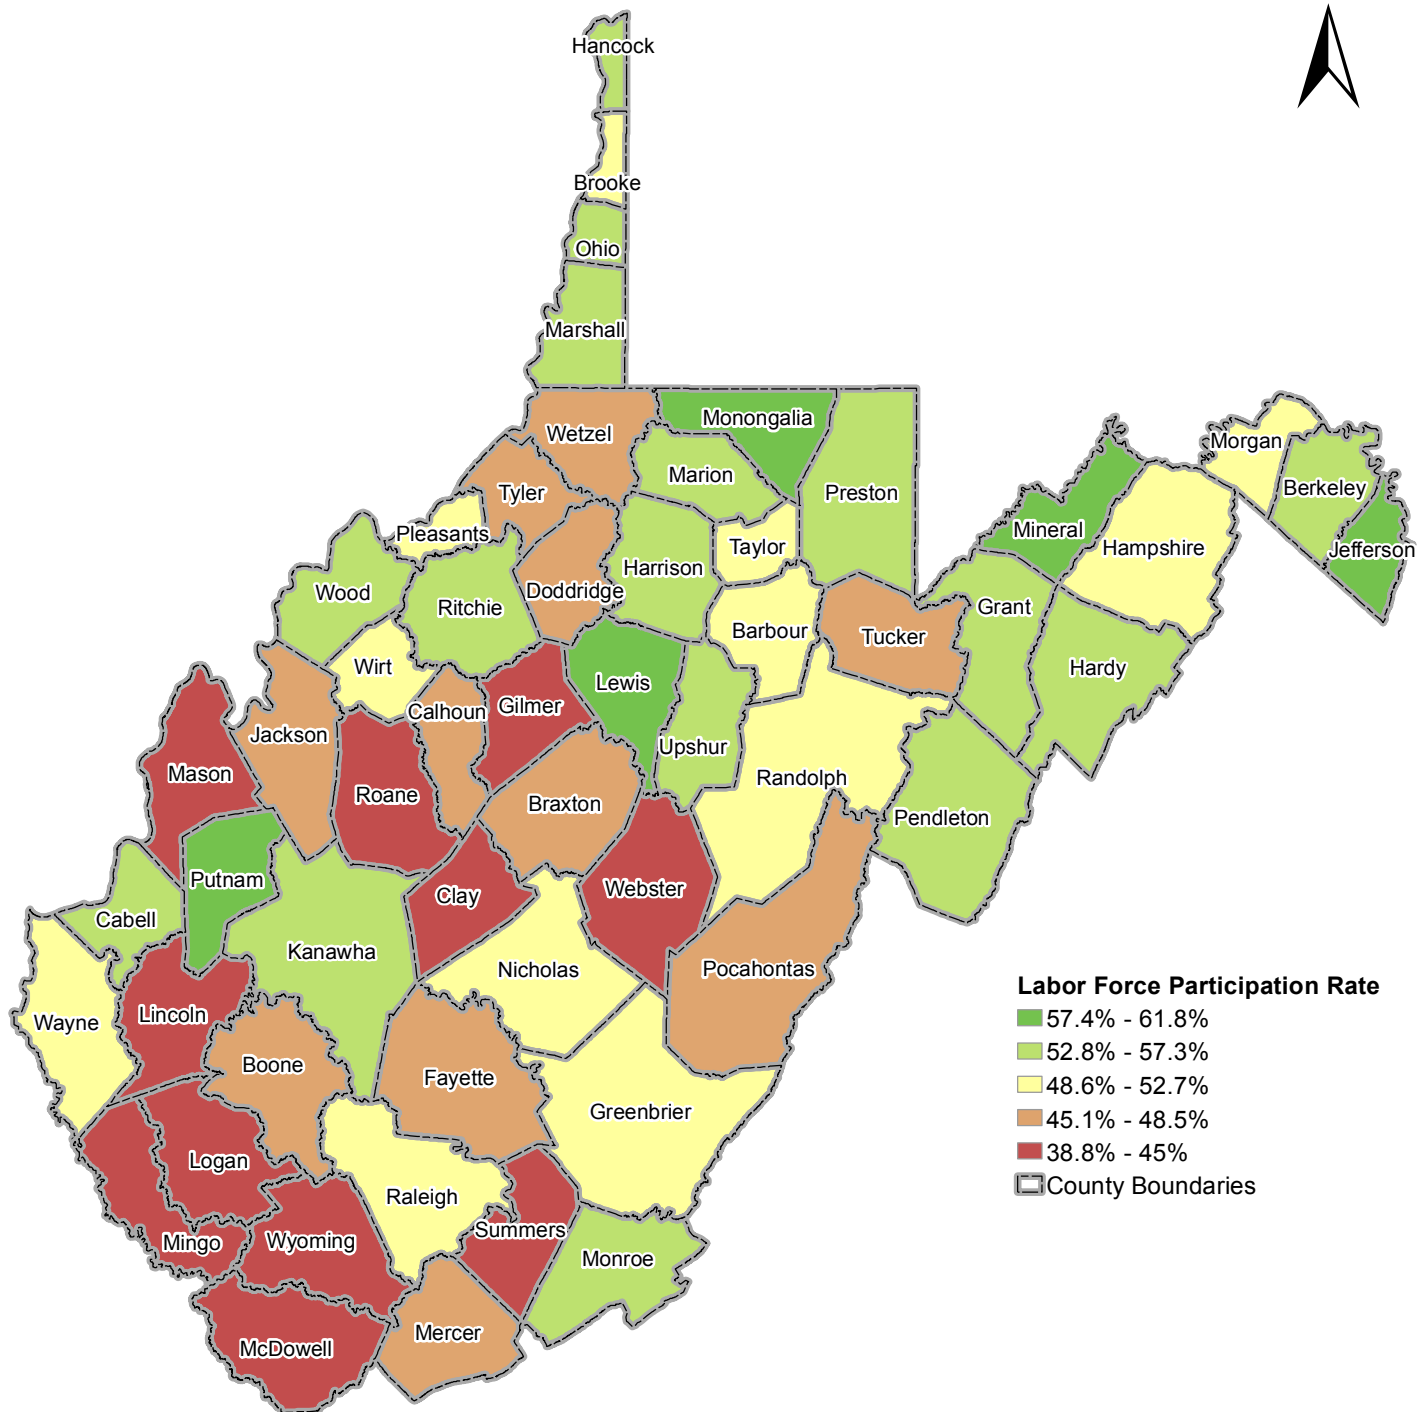 Hancock
Brooke
Ohio
Marshall
Wetzel
Monongalia
Marion
Preston
Tyler
Pleasants
Taylor
Harrison
Doddridge
Ritchie
Wood
Morgan
Berkeley
Jefferson
Mineral
Hampshire
Grant
Hardy
Barbour
Tucker
Wirt
Lewis
Gilmer
Calhoun
Jackson
Upshur
Mason
Roane
Braxton
Randolph
Pendleton
Putnam
Clay
Webster
Cabell
Kanawha
Nicholas
Pocahontas
Wayne
Lincoln
Boone
Fayette
Greenbrier
Logan
Raleigh
Summers
Mingo
Wyoming
Monroe
Mercer
McDowell
Labor Force Participation Rate
57.4% - 61.8%
52.8% - 57.3%
48.6% - 52.7%
45.1% - 48.5%
38.8% - 45%
County Boundaries